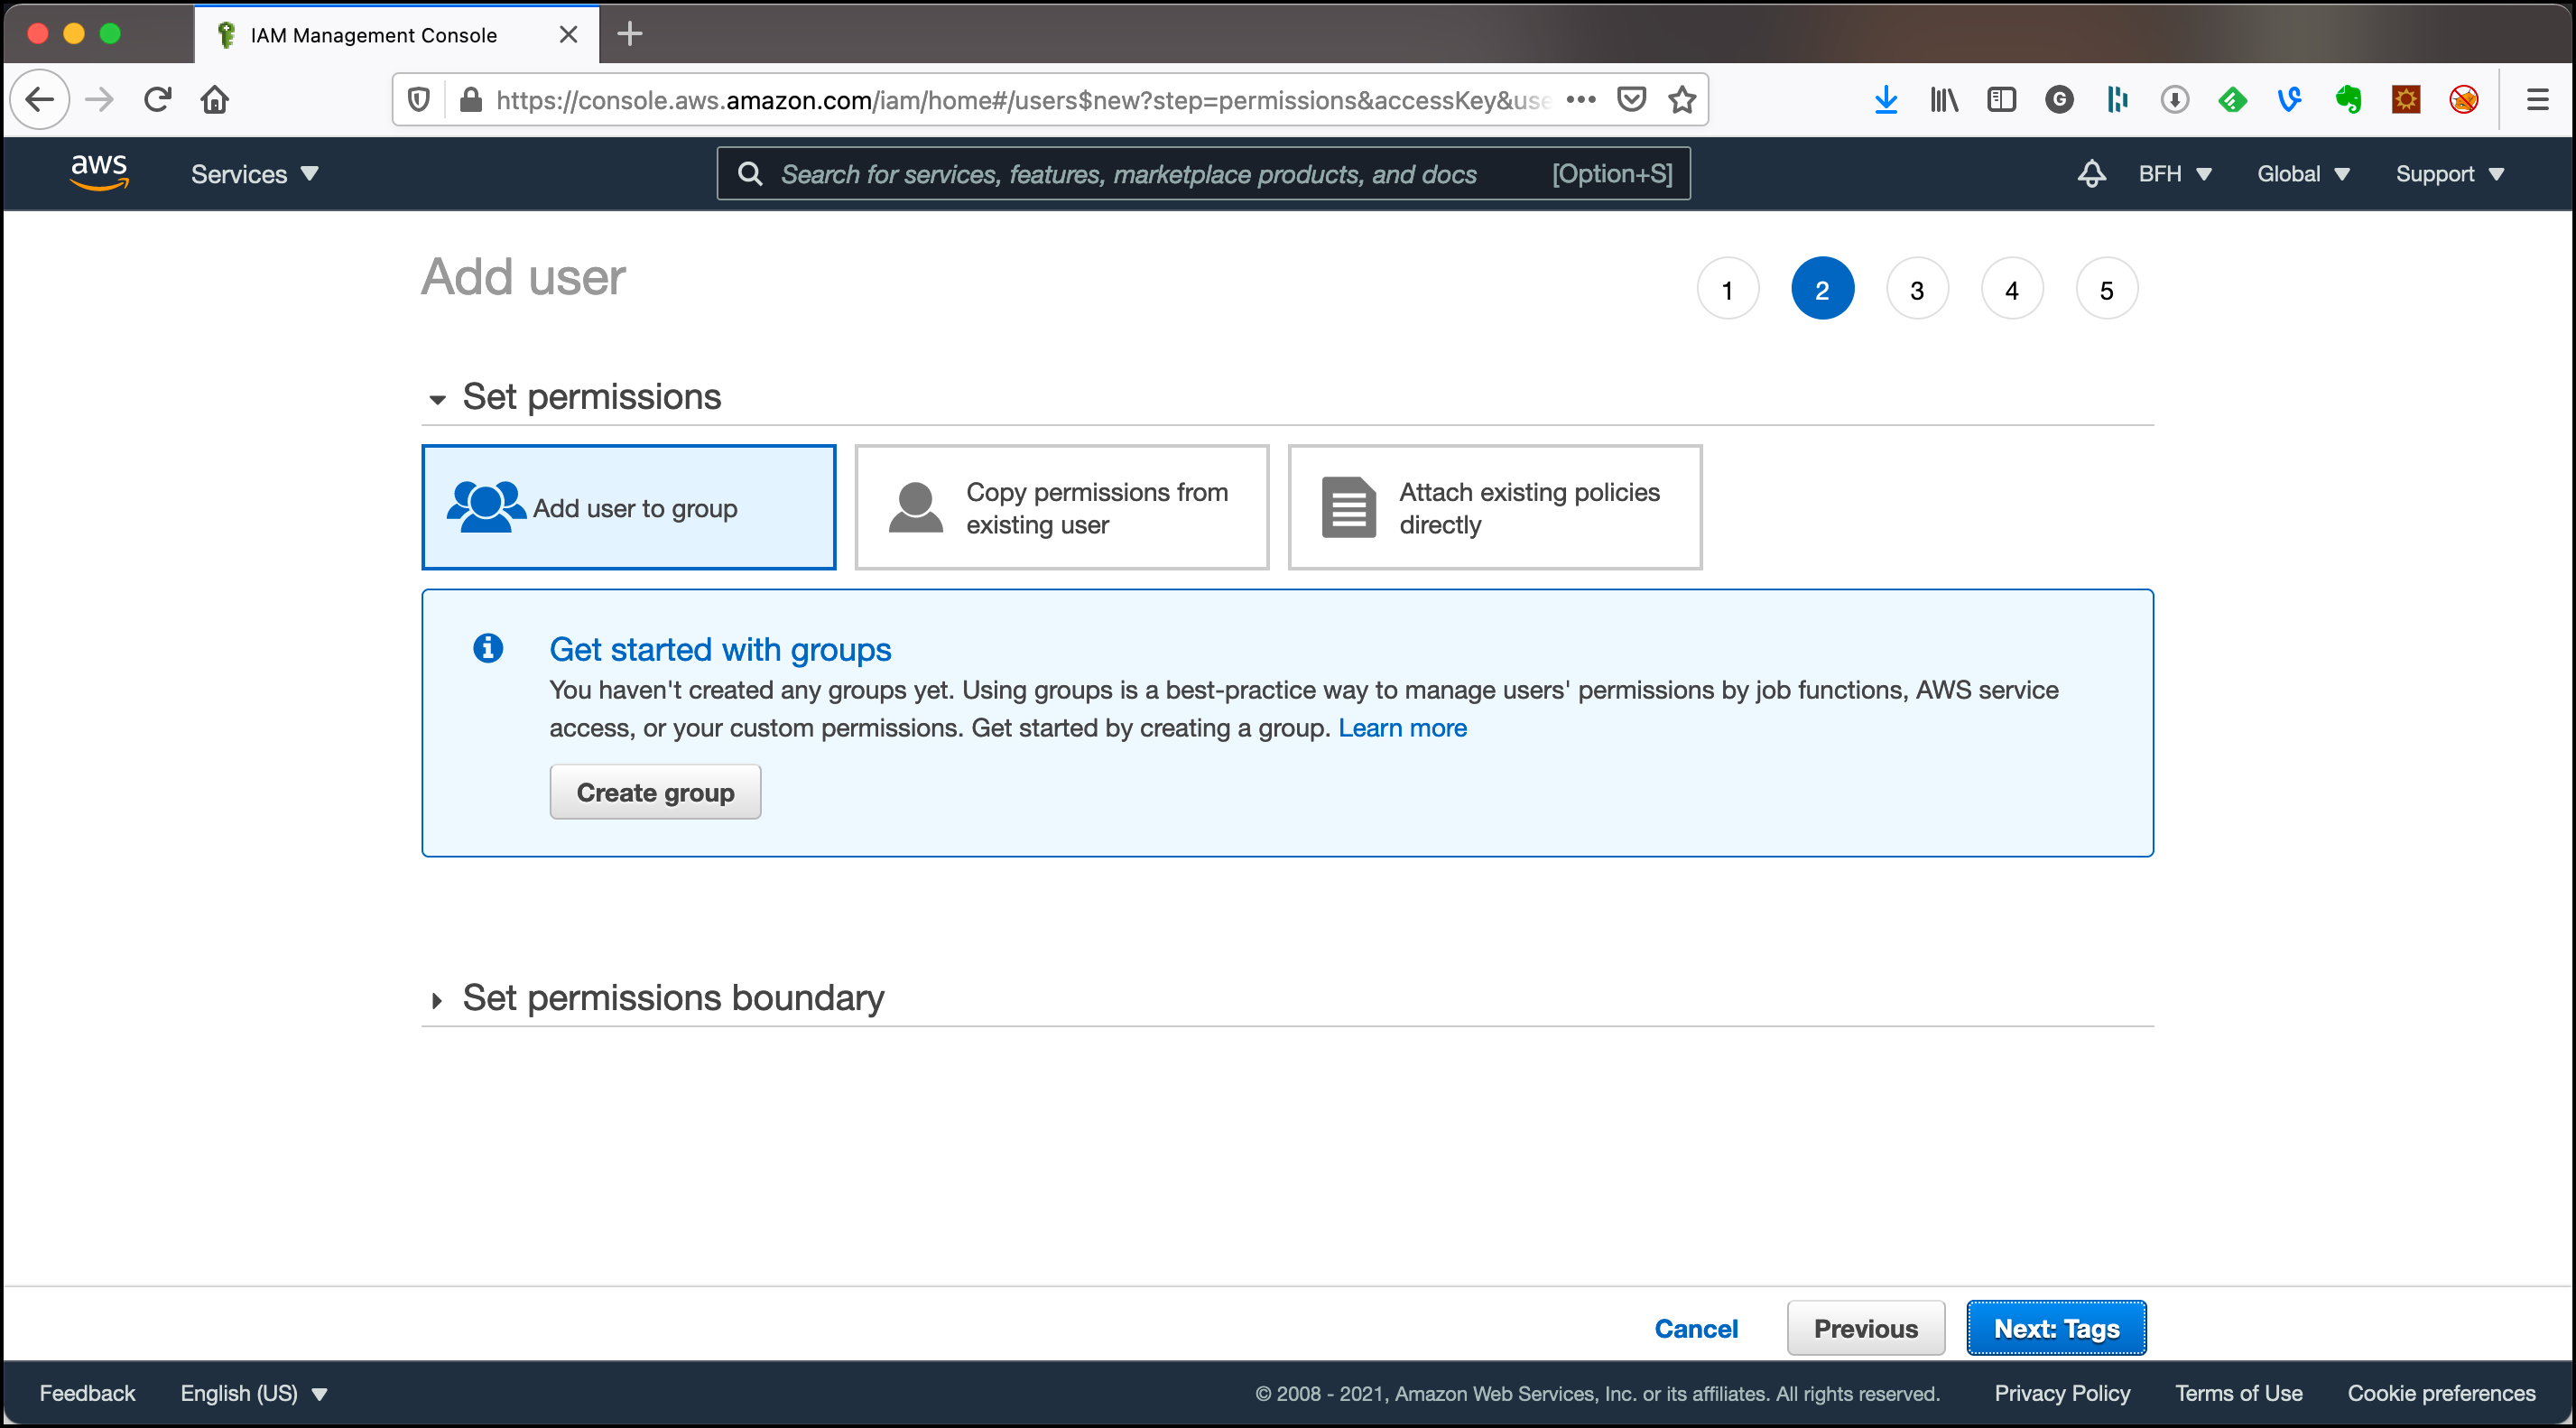 IAM Management Console
https://console.aws.amazon.com/iam/home#/users$new?step=permissions&accessKey&use
aws
Services
Search for services, features, marketplace products, and docs
[Option+S]
BFH
Global
Support
Add user
1
2
3
4
5
Set permissions
Add user to group
Copy permissions from
existing user
Attach existing policies
directly
Get started with groups
You haven't created any groups yet. Using groups is a best-practice way to manage users' permissions by job functions, AWS service
access, or your custom permissions. Get started by creating a group. Learn more
Create group
Set permissions boundary
Cancel
Previous
Next: Tags
Feedback
English (US)
© 2008 - 2021, Amazon Web Services, Inc. or its affiliates. All rights reserved.
Privacy Policy
Terms of Use
Cookie preferences